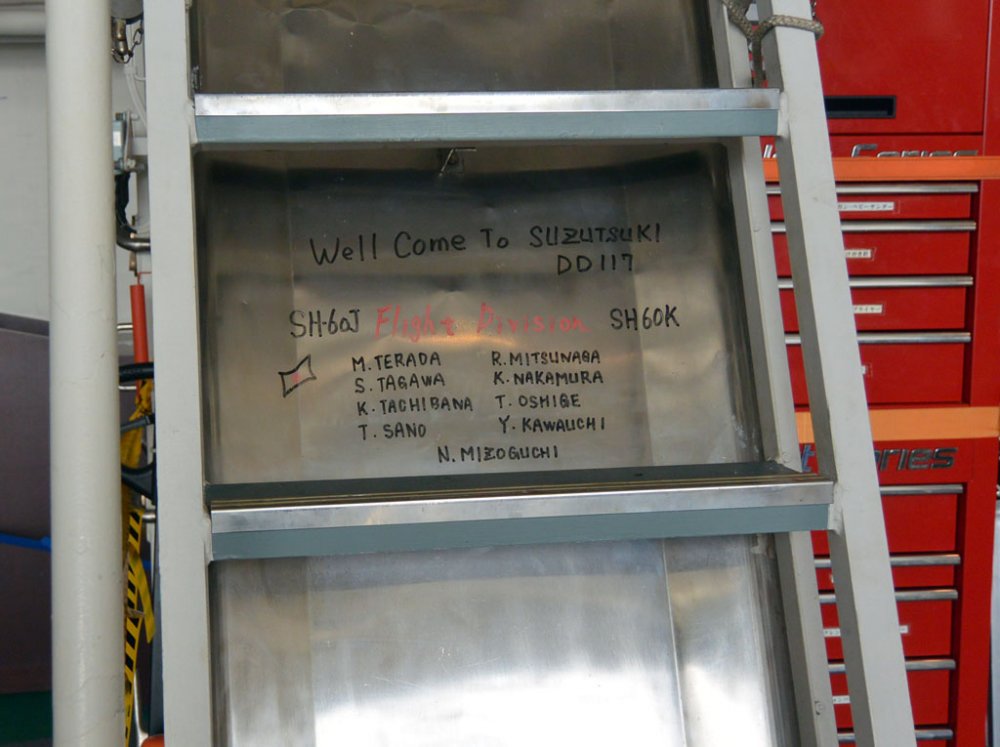 Well Come To SUZUTSUKI
DD117
SH-60J Flight Division SH60K
M.TERADA R.MITSUNAGA
S.TAGAWA K.NAKAMURA
K.TACHIBANA T.OSHIGE
T.SANO Y.KAWAUCHI
N.MIZOGUCHI
Series